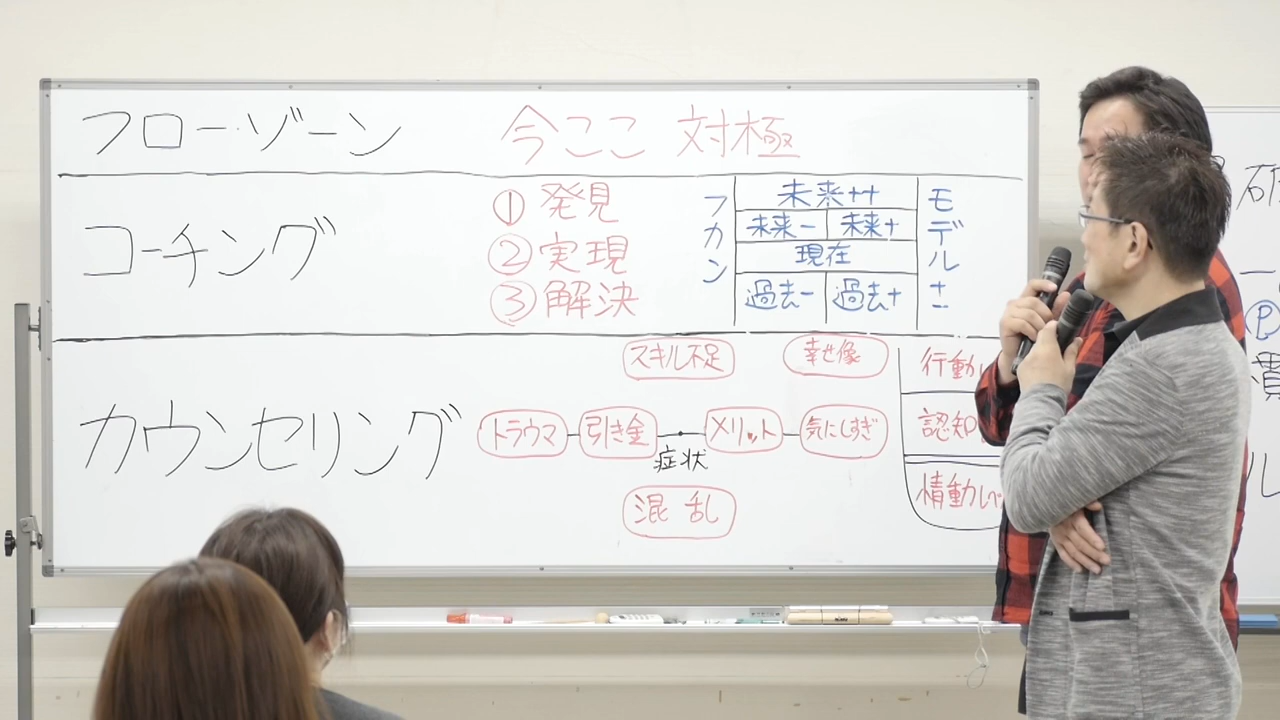 フロー・ゾーン 今ここ 対極
コーチング
①発見
②実現
③解決
フカン
未来++
未来- 未来+
現在
過去- 過去+
モデル±
カウンセリング
スキル不足 幸せ像
トラウマ 引き金 メリット 気にしすぎ
症状
混乱
行動
認知
情動レ
P
慣
ル